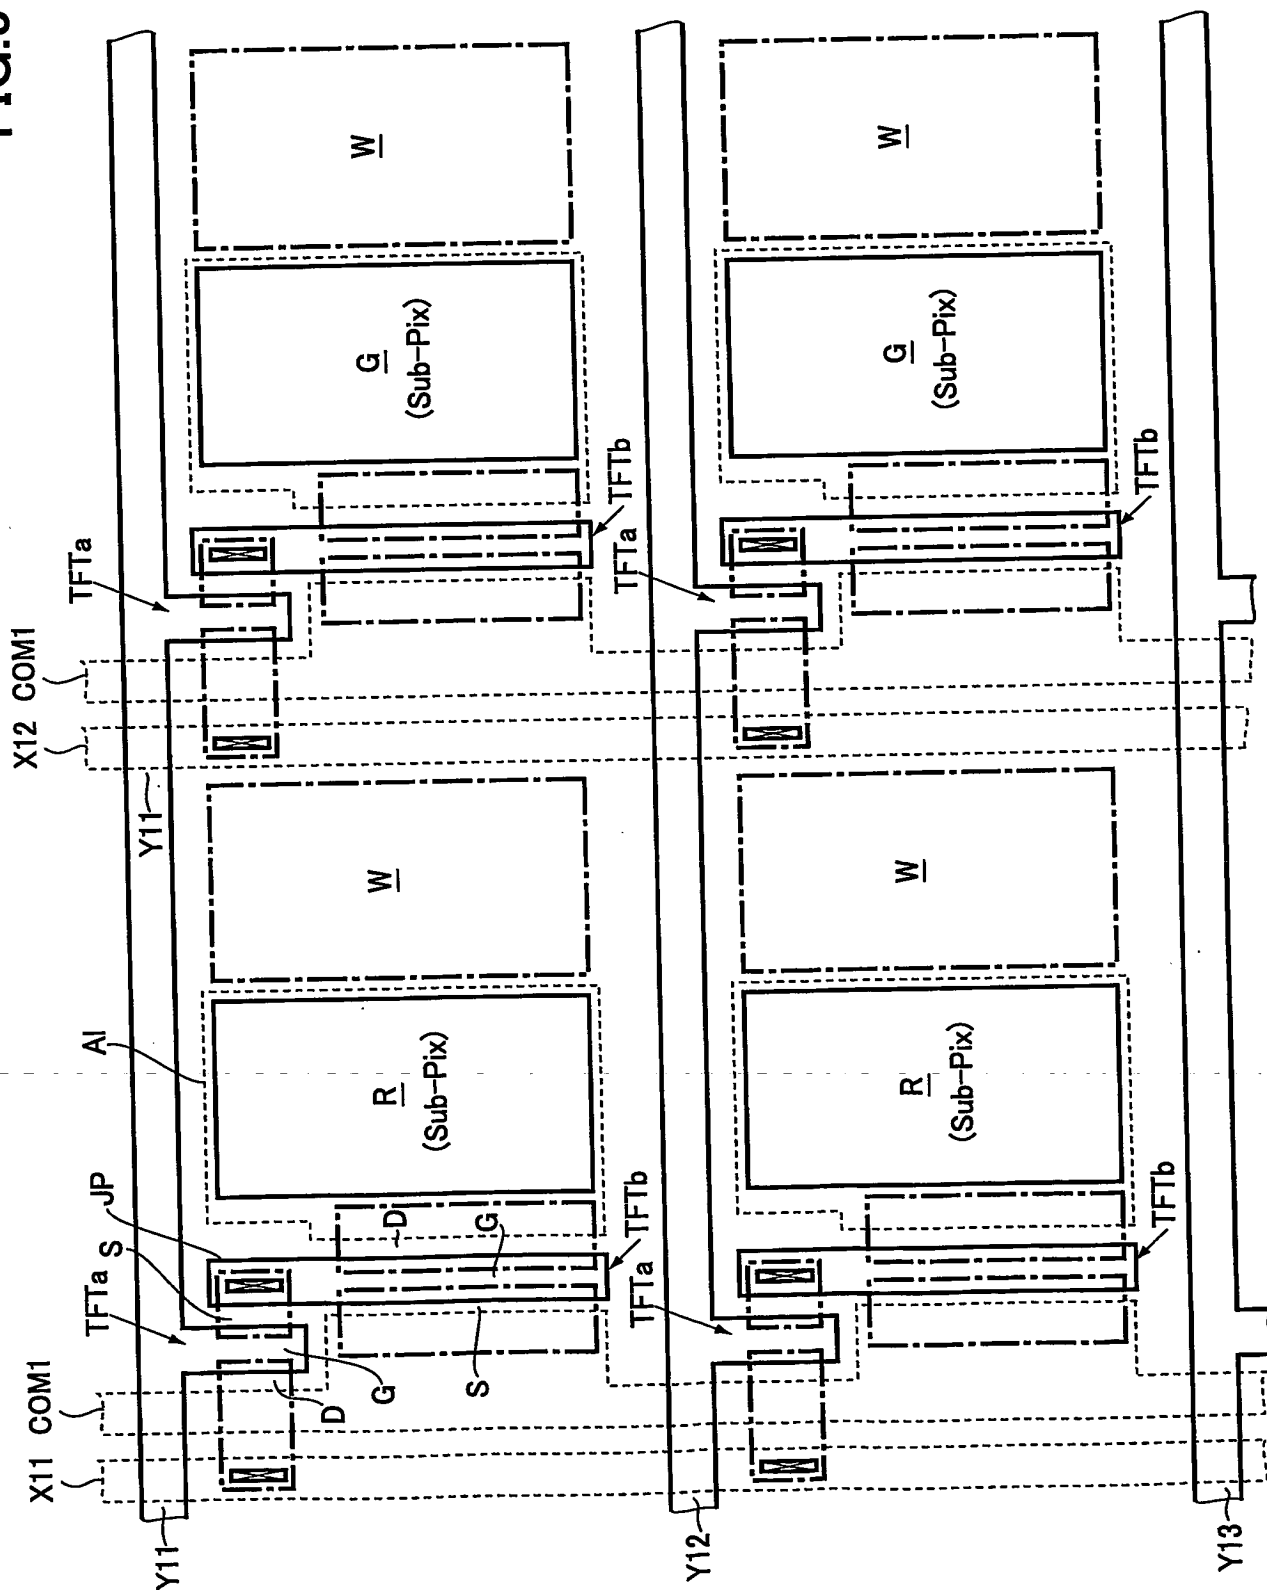 X11
COM1
X12
COM1
Y11
TFTa
S
JP
AI
Y11
TFTa
D
G
S
D
G
TFTb
R
(Sub-Pix)
W
TFTb
G
(Sub-Pix)
W
Y12
TFTa
TFTb
R
(Sub-Pix)
W
TFTa
TFTb
G
(Sub-Pix)
W
Y13